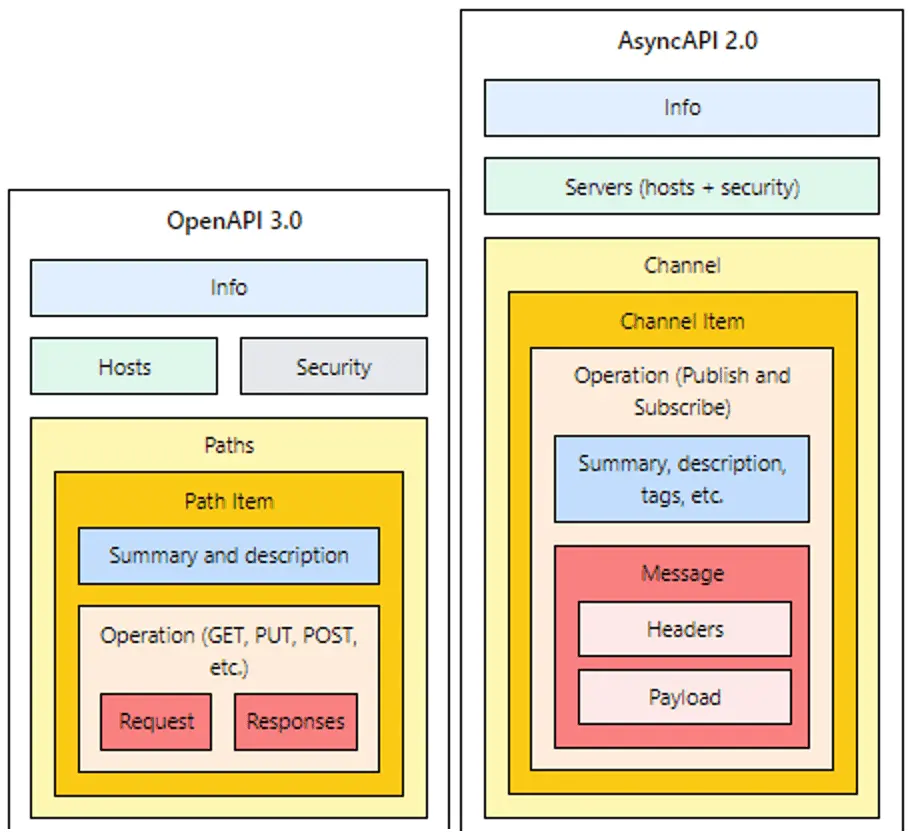 OpenAPI 3.0
Info
Hosts
Security
Paths
Path Item
Summary and description
Operation (GET, PUT, POST,
etc.)
Request
Responses
AsyncAPI 2.0
Info
Servers (hosts + security)
Channel
Channel Item
Operation (Publish and
Subscribe)
Summary, description,
tags, etc.
Message
Headers
Payload